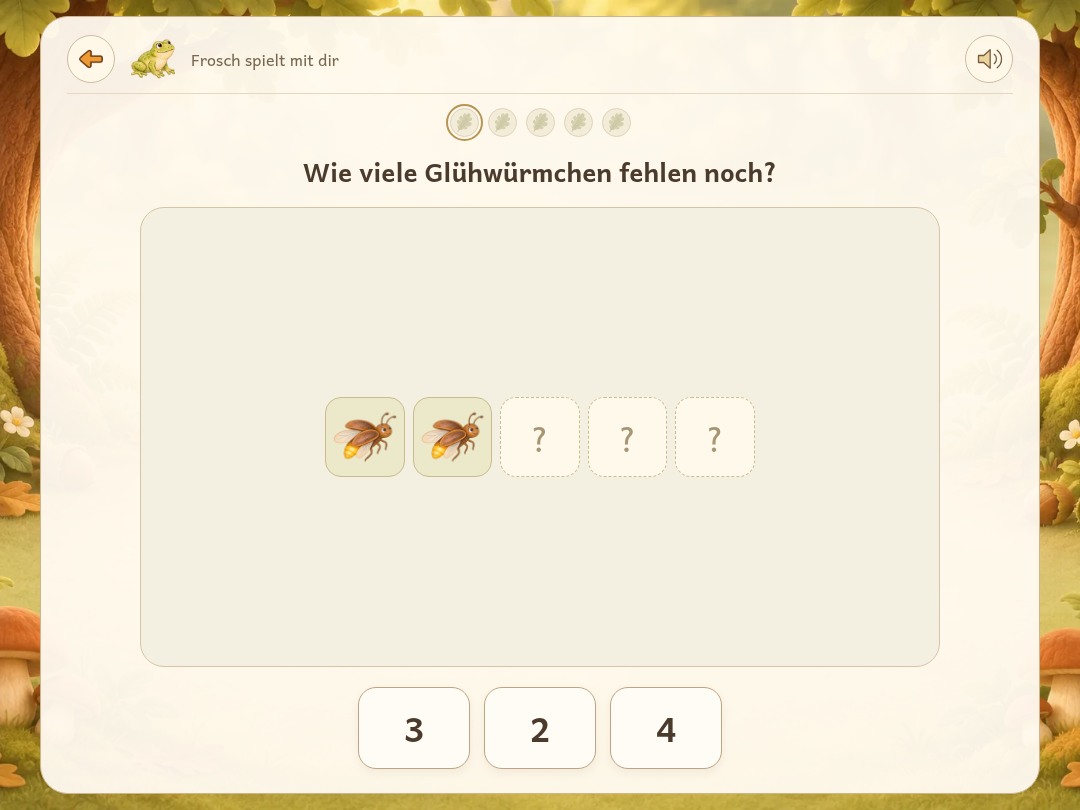 Frosch spielt mit dir
Wie viele Glühwürmchen fehlen noch?
? ? ?
3 2 4